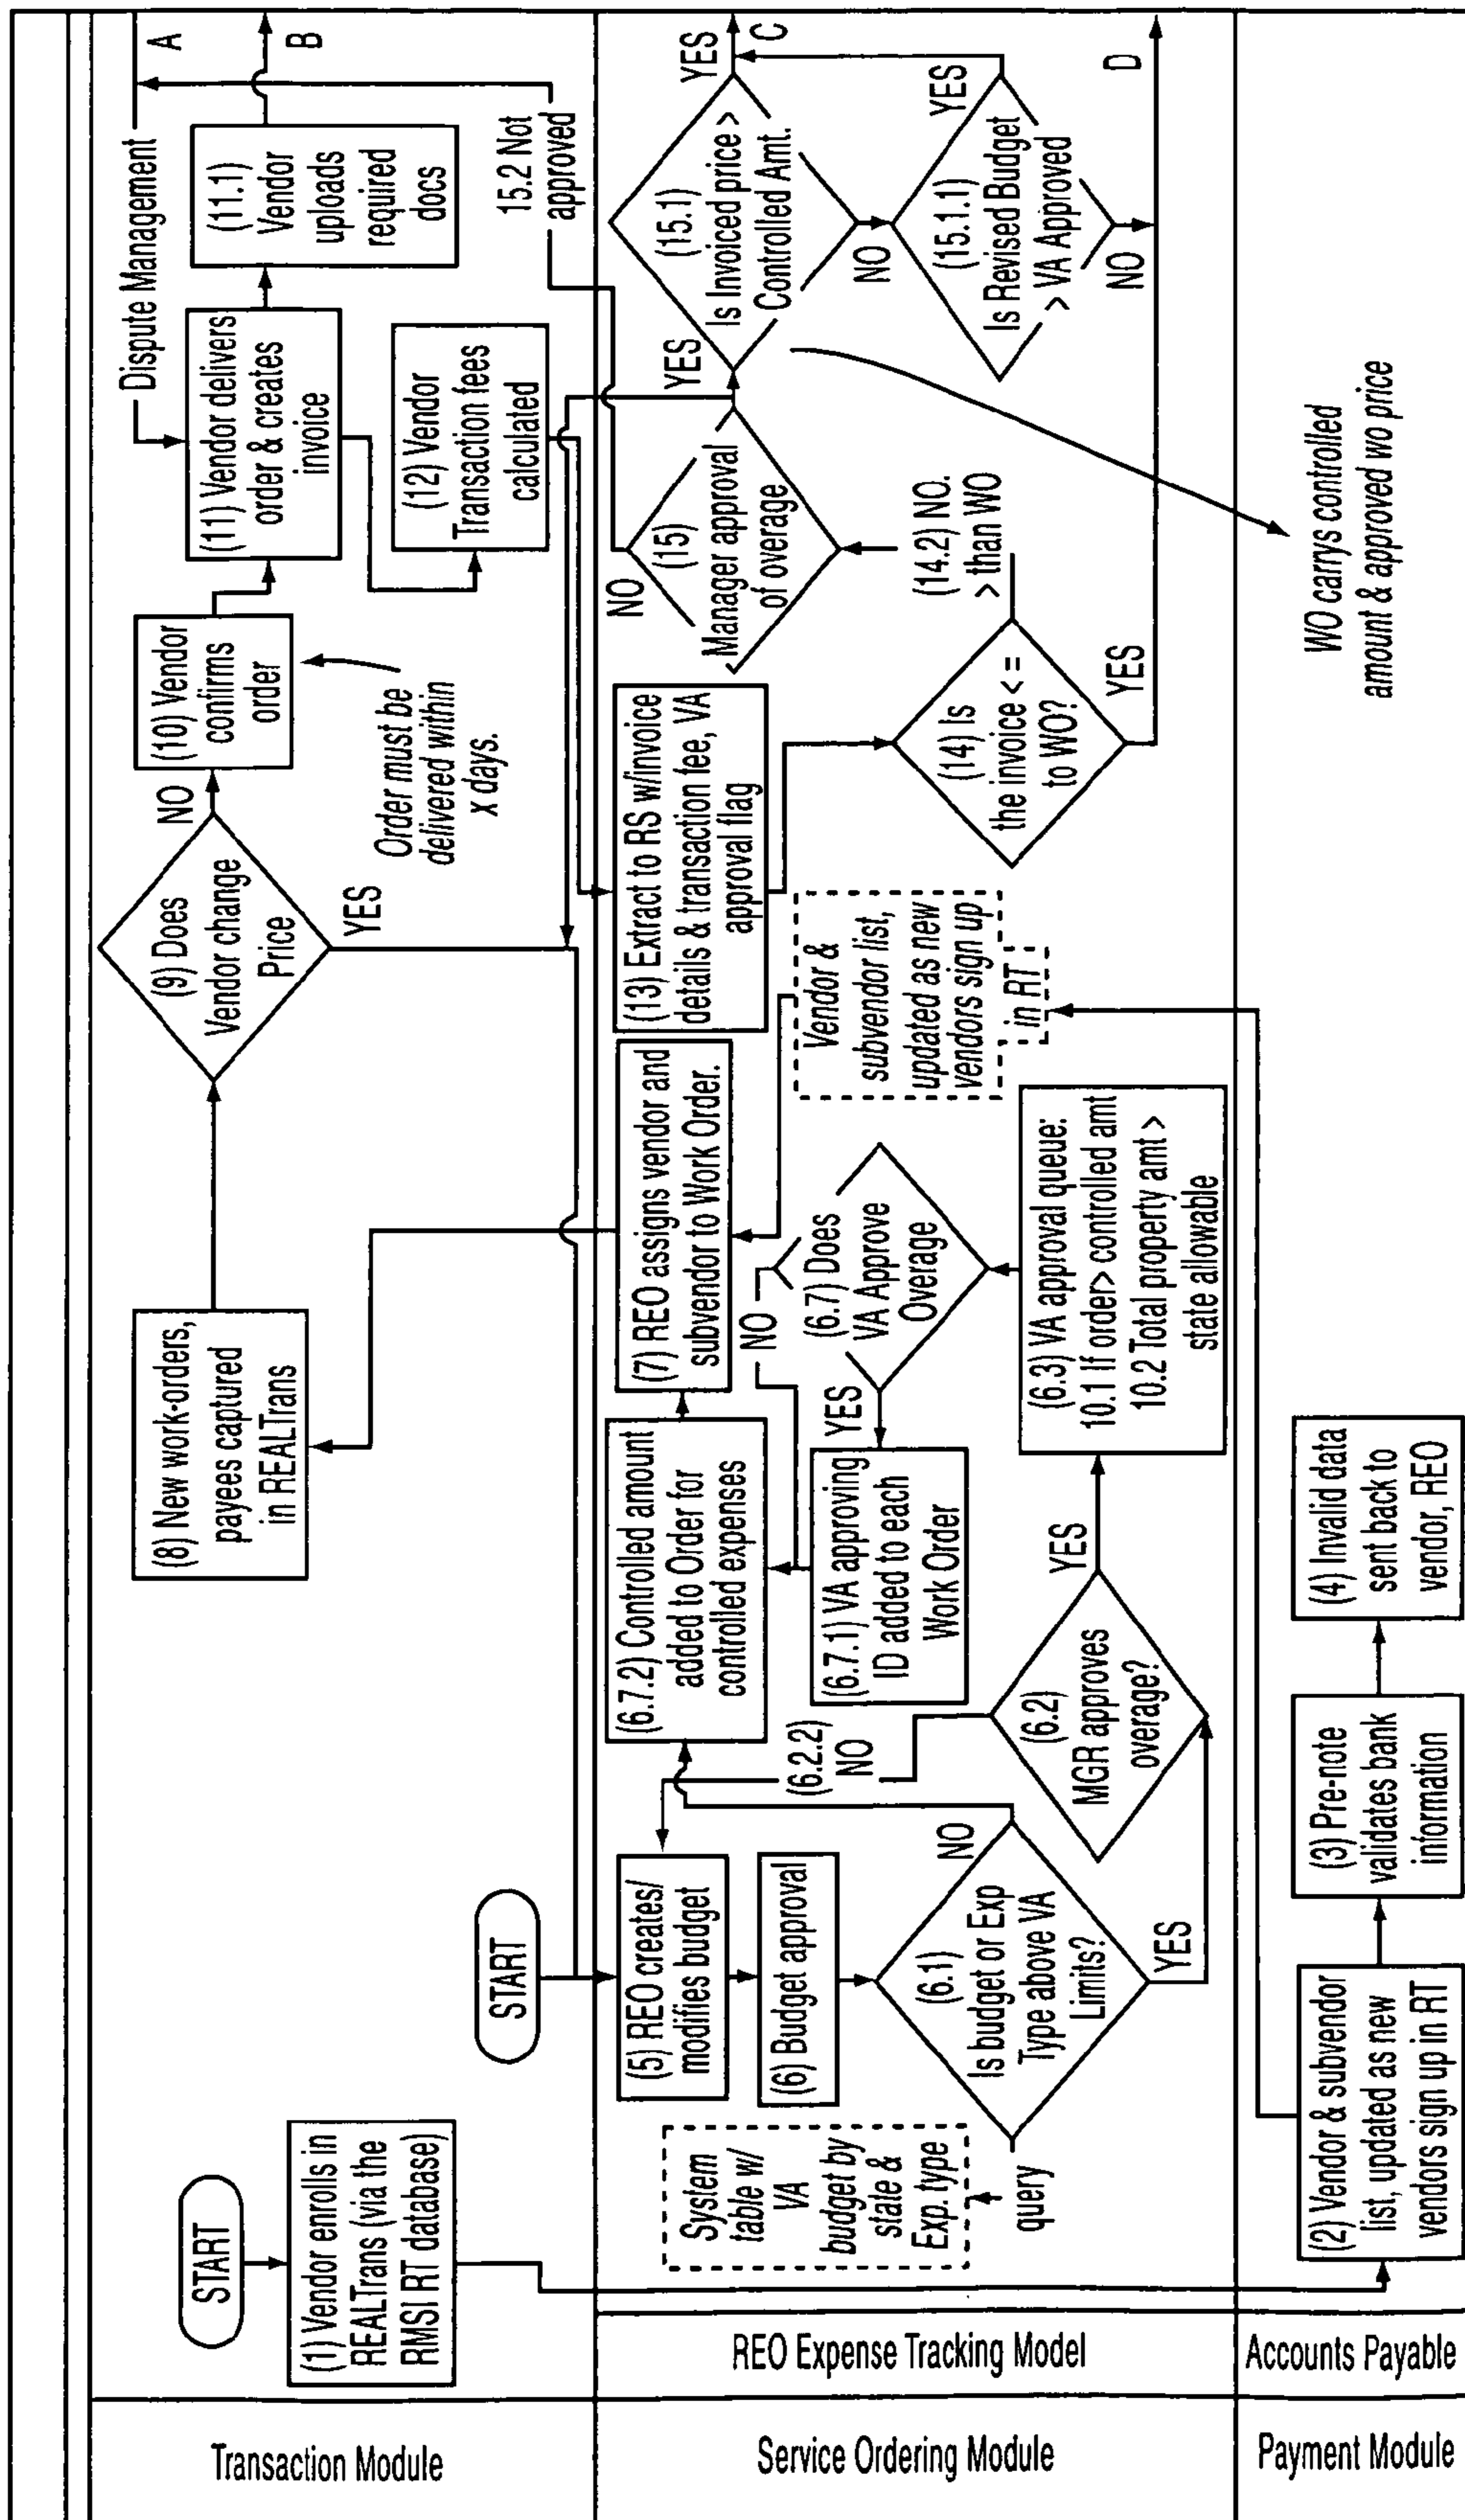 Transaction Module
START
(1) Vendor enrolls in
REALTrans (via the
RMSI RT database)
START
(8) New work-orders,
payees captured
in REALTrans
(9) Does
Vendor change
Price
NO
YES
(10) Vendor
confirms
order
Order must be
delivered within
x days.
Dispute Management
A
(11) Vendor delivers
order & creates
invoice
(11.1)
Vendor
uploads
required
docs
B
(12) Vendor
Transaction fees
calculated
15.2 Not
approved
Service Ordering Module
REO Expense Tracking Model
System
table w/
VA
budget by
state &
Exp. type
query
(5) REO creates/
modifies budget
(6) Budget approval
(6.1)
Is budget or Exp
Type above VA
Limits?
NO
YES
(6.2.2)
NO
(6.2)
MGR approves
overage?
YES
(6.7.2) Controlled amount
added to Order for
controlled expenses
(6.7.1) VA approving
ID added to each
Work Order
YES
NO
(6.7) Does
VA Approve
Overage
(6.3) VA approval queue:
10.1 If order> controlled amt
10.2 Total property amt >
state allowable
(7) REO assigns vendor and
subvendor to Work Order.
Vendor &
subvendor list,
updated as new
vendors sign up
in RT
(13) Extract to RS w/invoice
details & transaction fee, VA
approval flag
(14) Is
the invoice < =
to WO?
YES
(14.2) NO.
> than WO
NO
(15)
Manager approval
of overage
YES
(15.1)
Is Invoiced price >
Controlled Amt.
YES
C
NO
(15.1.1)
Is Revised Budget
> VA Approved
YES
NO
D
Payment Module
Accounts Payable
(2) Vendor & subvendor
list, updated as new
vendors sign up in RT
(3) Pre-note
validates bank
information
(4) Invalid data
sent back to
vendor, REO
WO carrys controlled
amount & approved wo price